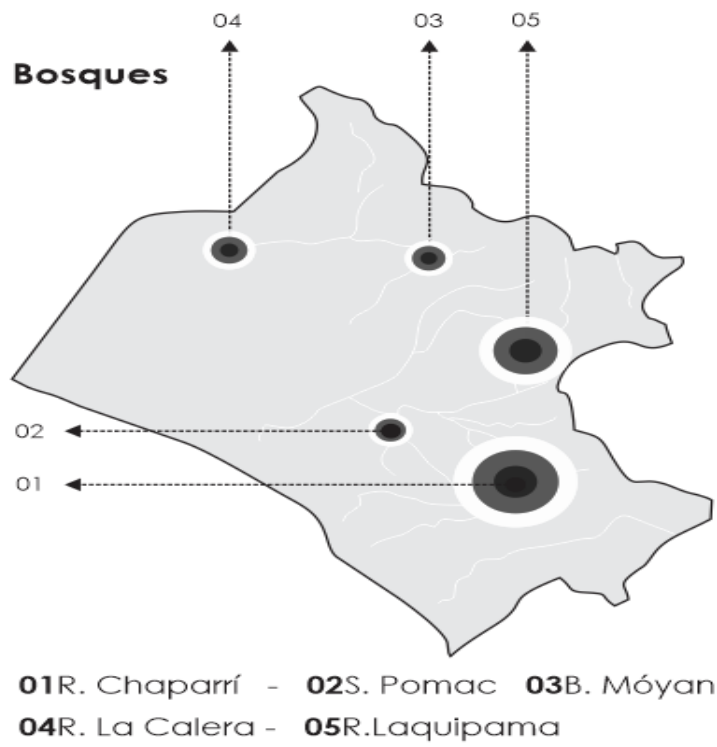 04 03 05
Bosques
02
01
01R. Chaparrí - 02S. Pomac 03B. Móyan
04R. La Calera - 05R.Laquipama